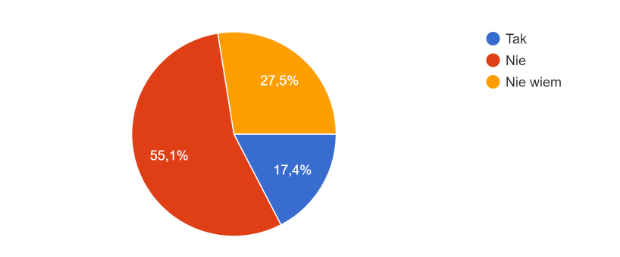 Tak
Nie
Nie wiem
27,5%
55,1%
17,4%